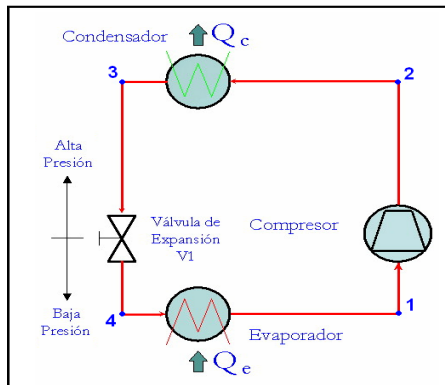 Condensador
Qc
3
2
Alta
Presión
Válvula de
Expansión
V1
Compresor
Baja
Presión
4
1
Evaporador
Qe